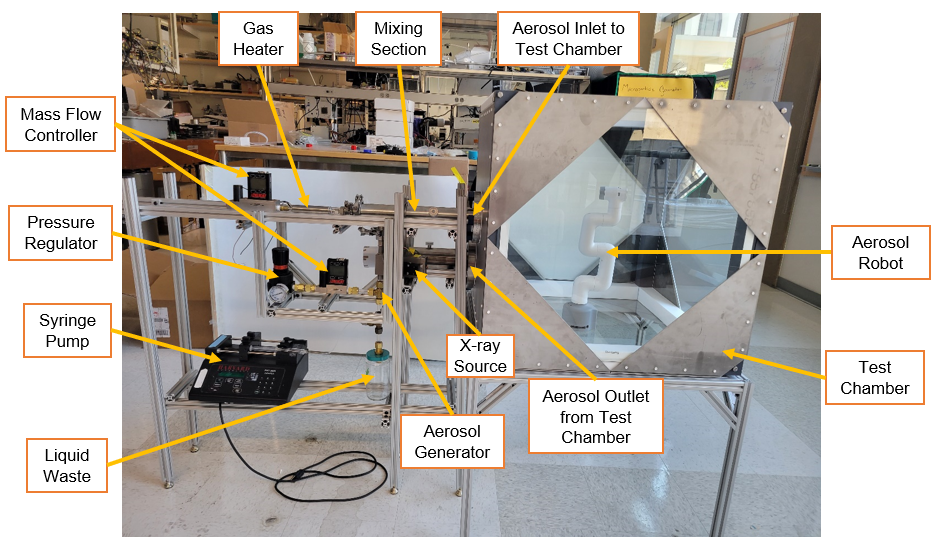 Gas
Heater
Mixing
Section
Aerosol Inlet to
Test Chamber
Mass Flow
Controller
Pressure
Regulator
Aerosol
Robot
Syringe
Pump
X-ray
Source
Test
Chamber
Aerosol Outlet
from Test
Chamber
Aerosol
Generator
Liquid
Waste